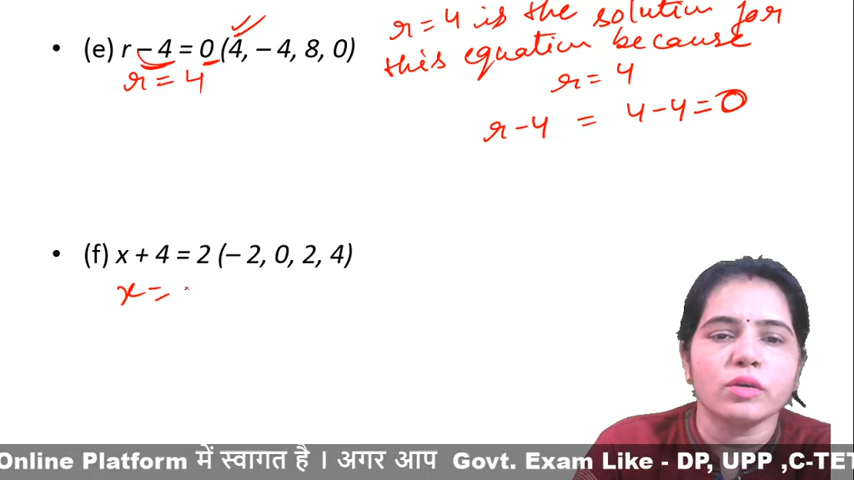 r = 4 is the solution for
this equation because
• (e) r – 4 = 0 (4, – 4, 8, 0)
r = 4
r = 4
r - 4 = 4 - 4 = 0
• (f) x + 4 = 2 (– 2, 0, 2, 4)
x =
Online Platform में स्वागत है । अगर आप Govt. Exam Like - DP, UPP ,C-TET